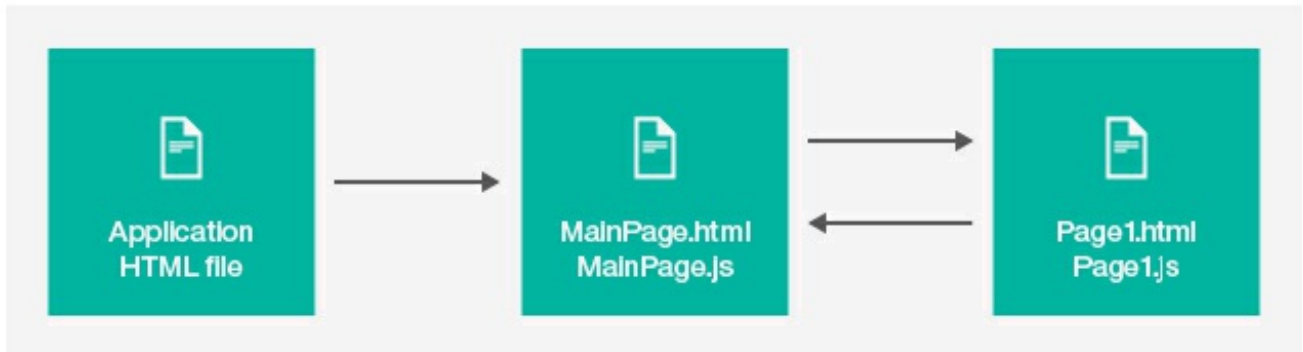 Application
HTML file
MainPage.html
MainPage.js
Page1.html
Page1.js